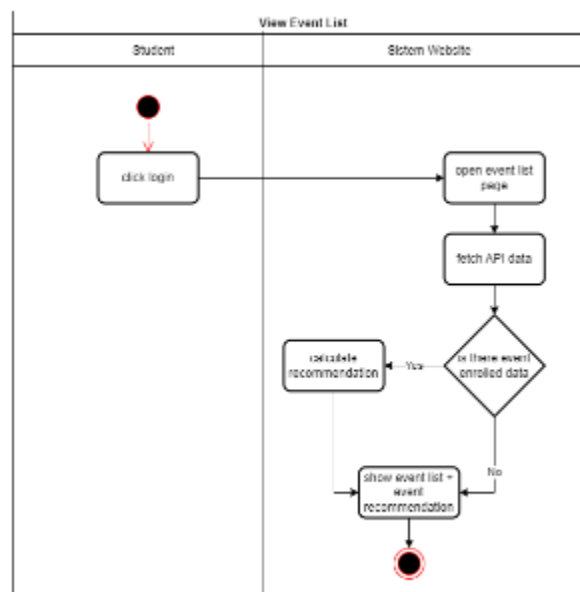 View Event List
Student
Sistem Website
click login
open event list
page
fetch API data
is there event
enrolled data
Yes
calculate
recommendation
No
show event list +
event
recommendation